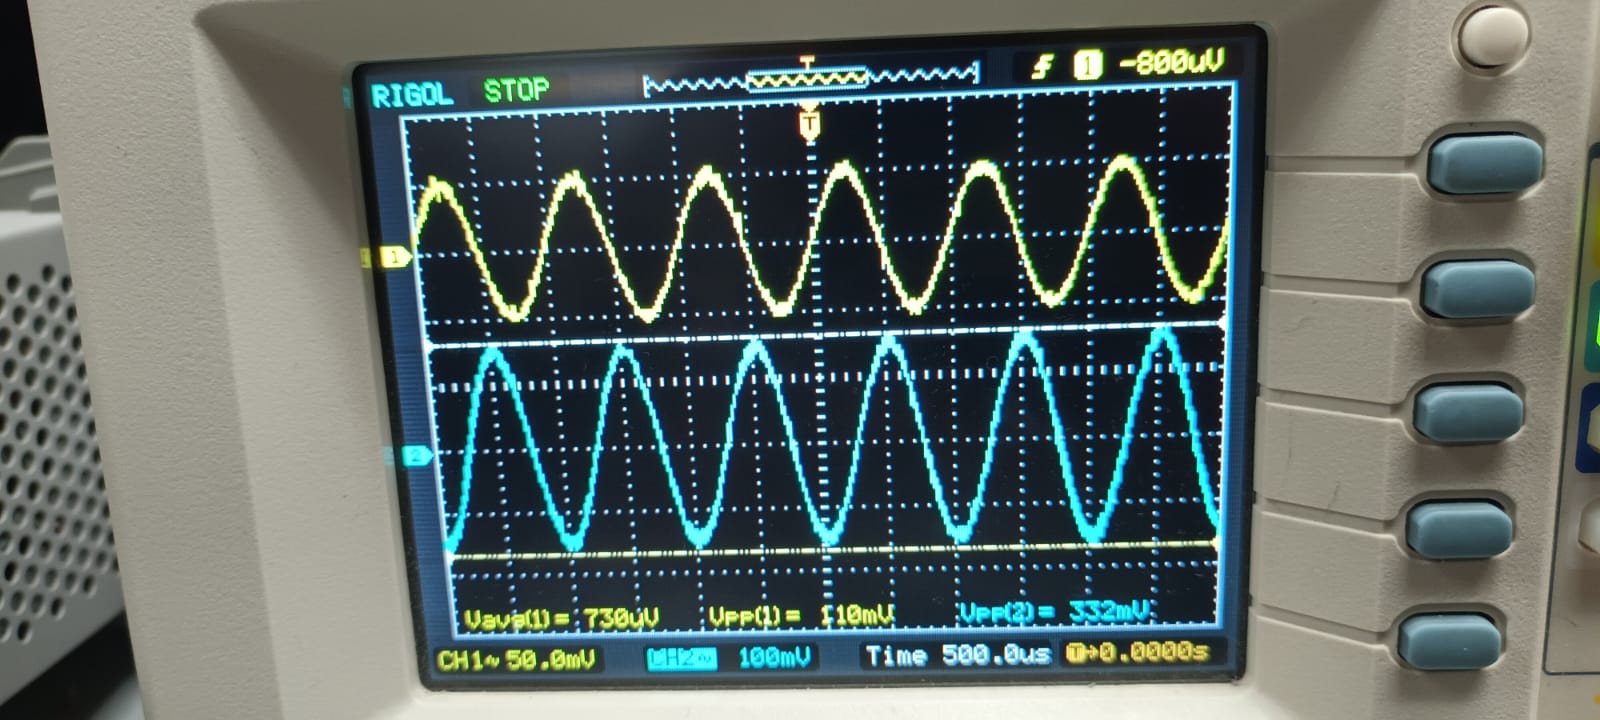 RIGOL STOP T 1 -800uV
T
1
2
Vavg(1)= 730uV Vpp(1)= 110mV Vpp(2)= 332mV
CH1~ 50.0mV CH2~ 100mV Time 500.0us T→0.0000s